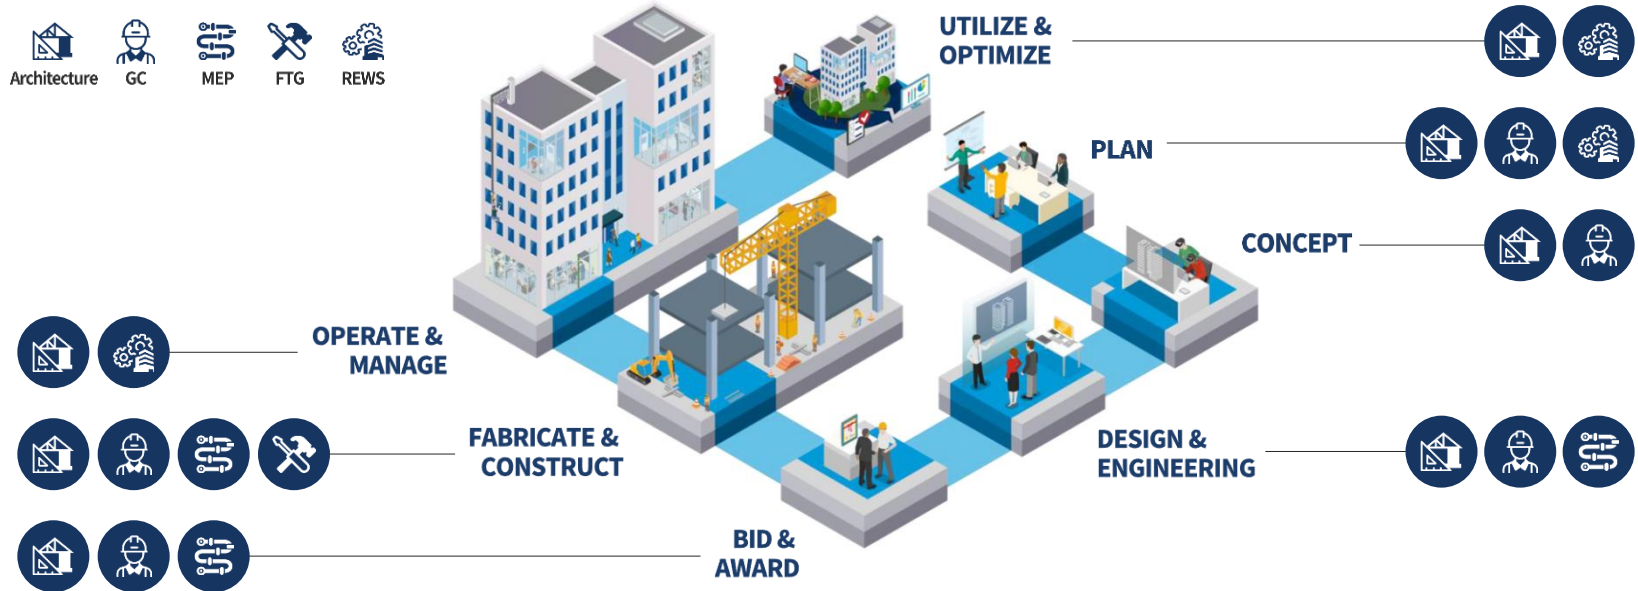 Architecture
GC
MEP
FTG
REWS
UTILIZE &
OPTIMIZE
PLAN
CONCEPT
DESIGN &
ENGINEERING
BID &
AWARD
FABRICATE &
CONSTRUCT
OPERATE &
MANAGE